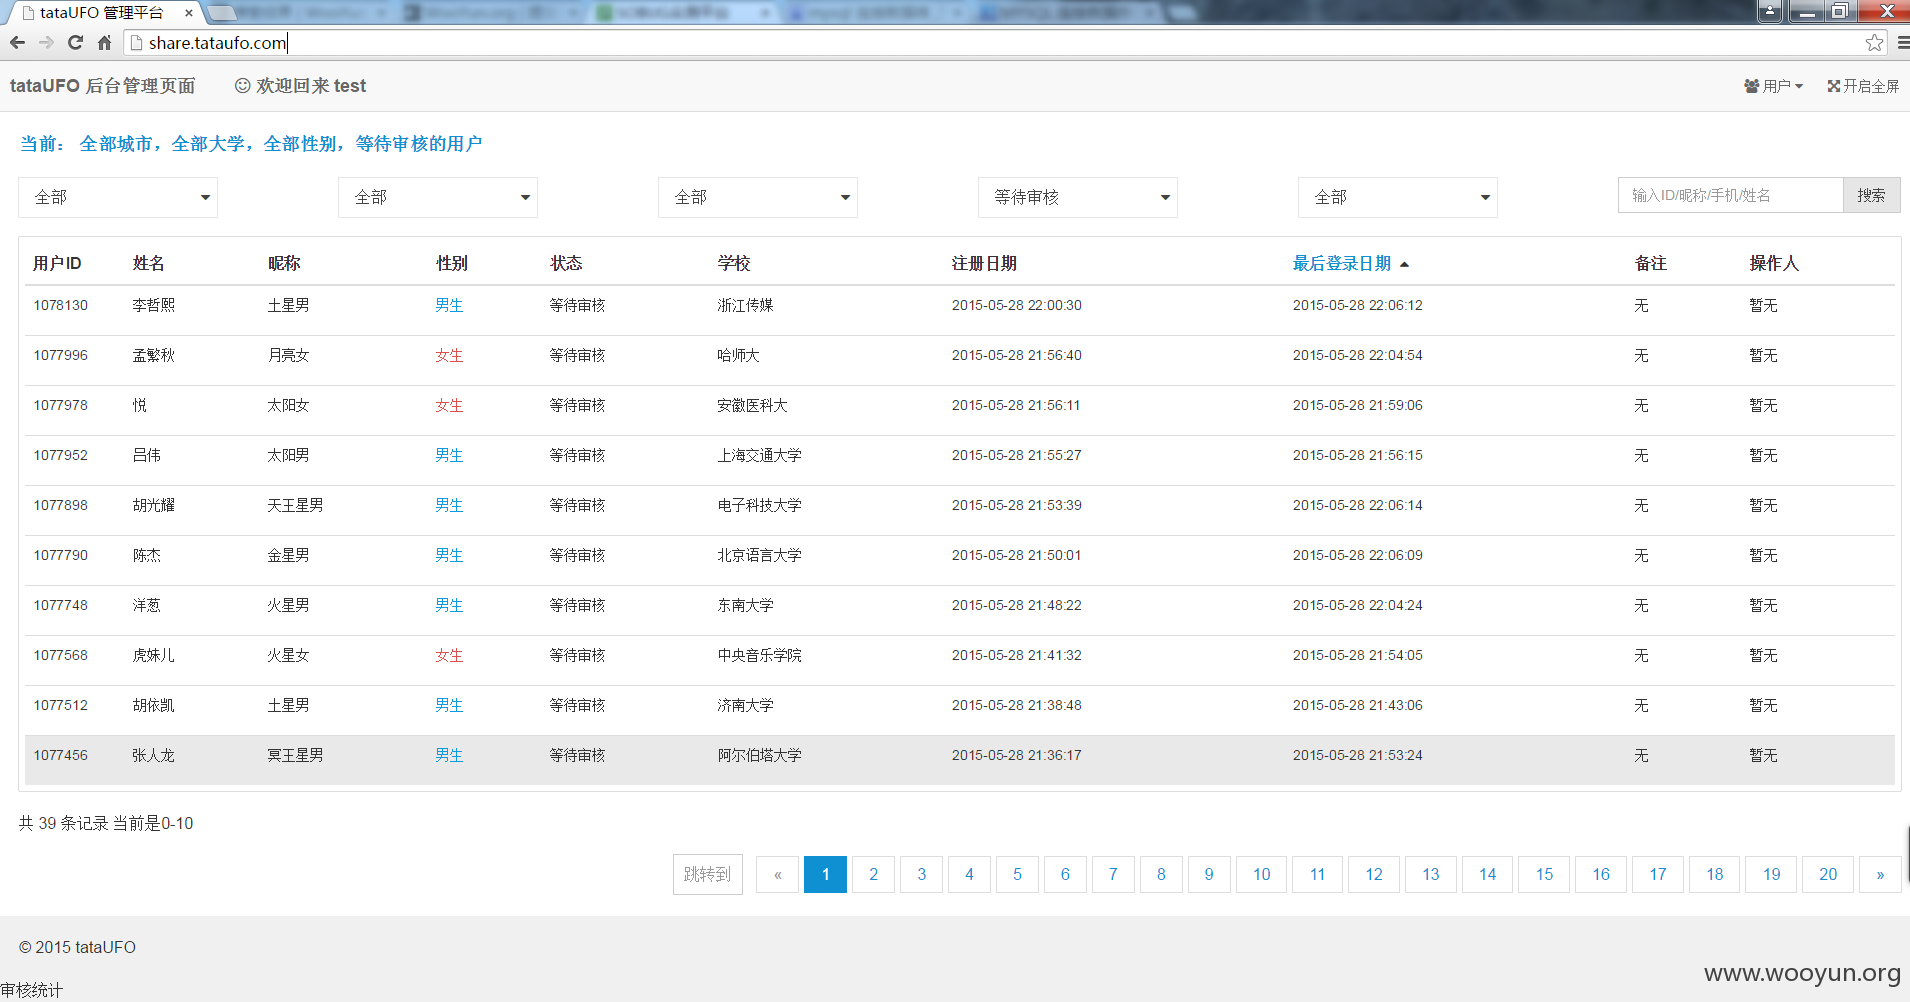 tataUFO 管理平台
share.tataufo.com
tataUFO 后台管理页面 欢迎回来 test 用户 开启全屏
当前： 全部城市，全部大学，全部性别，等待审核的用户
全部 全部 全部 等待审核 全部 输入ID/昵称/手机/姓名 搜索
用户ID 姓名 昵称 性别 状态 学校 注册日期 最后登录日期 备注 操作人
1078130 李哲熙 土星男 男生 等待审核 浙江传媒 2015-05-28 22:00:30 2015-05-28 22:06:12 无 暂无
1077996 孟繁秋 月亮女 女生 等待审核 哈师大 2015-05-28 21:56:40 2015-05-28 22:04:54 无 暂无
1077978 悦 太阳女 女生 等待审核 安徽医科大 2015-05-28 21:56:11 2015-05-28 21:59:06 无 暂无
1077952 吕伟 太阳男 男生 等待审核 上海交通大学 2015-05-28 21:55:27 2015-05-28 21:56:15 无 暂无
1077898 胡光耀 天王星男 男生 等待审核 电子科技大学 2015-05-28 21:53:39 2015-05-28 22:06:14 无 暂无
1077790 陈杰 金星男 男生 等待审核 北京语言大学 2015-05-28 21:50:01 2015-05-28 22:06:09 无 暂无
1077748 洋葱 火星男 男生 等待审核 东南大学 2015-05-28 21:48:22 2015-05-28 22:04:24 无 暂无
1077568 虎妹儿 火星女 女生 等待审核 中央音乐学院 2015-05-28 21:41:32 2015-05-28 21:54:05 无 暂无
1077512 胡依凯 土星男 男生 等待审核 济南大学 2015-05-28 21:38:48 2015-05-28 21:43:06 无 暂无
1077456 张人龙 冥王星男 男生 等待审核 阿尔伯塔大学 2015-05-28 21:36:17 2015-05-28 21:53:24 无 暂无
共 39 条记录 当前是0-10
跳转到 « 1 2 3 4 5 6 7 8 9 10 11 12 13 14 15 16 17 18 19 20 »
© 2015 tataUFO
www.wooyun.org
审核统计